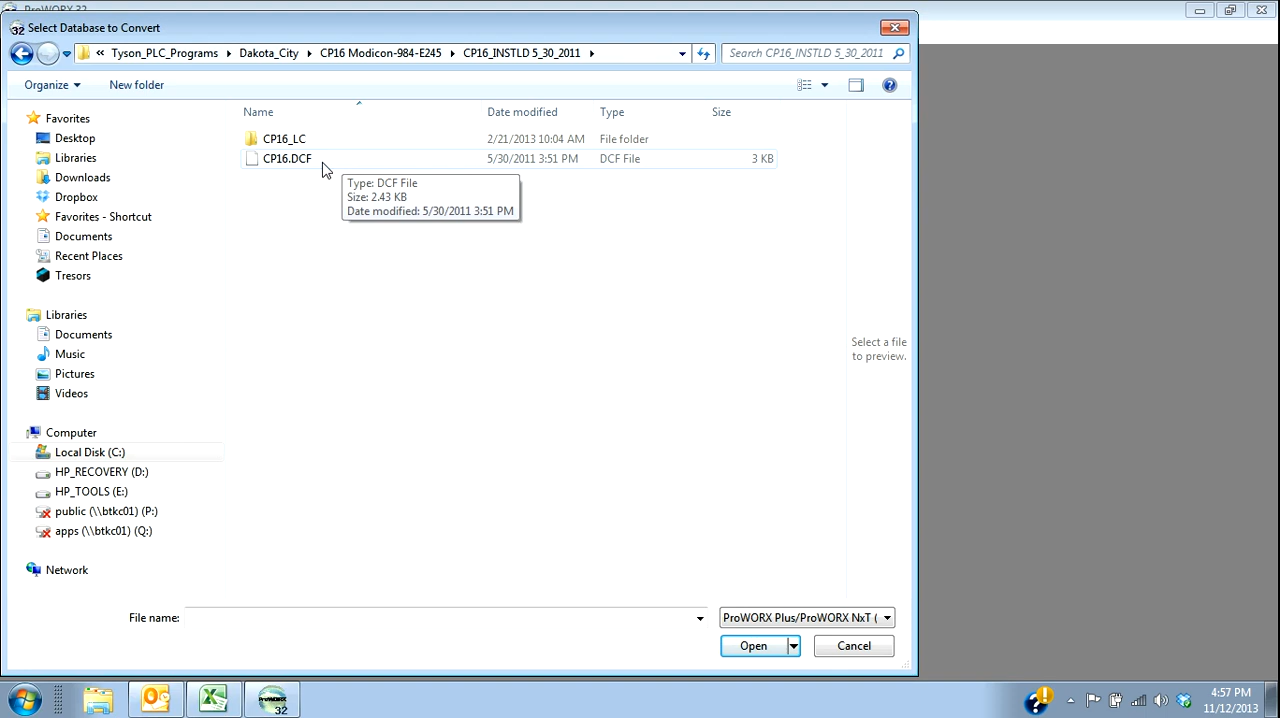 ProWORX 32
32 Select Database to Convert
« Tyson_PLC_Programs Dakota_City CP16 Modicon-984-E245 CP16_INSTLD 5_30_2011 Search CP16_INSTLD 5_30_2011
Organize New folder
Name Date modified Type Size
Favorites
Desktop
Libraries
Downloads
Dropbox
Favorites - Shortcut
Documents
Recent Places
Tresors
Libraries
Documents
Music
Pictures
Videos
Computer
Local Disk (C:)
HP_RECOVERY (D:)
HP_TOOLS (E:)
public (\\btkc01) (P:)
apps (\\btkc01) (Q:)
Network
CP16_LC 2/21/2013 10:04 AM File folder
CP16.DCF 5/30/2011 3:51 PM DCF File 3 KB
Type: DCF File
Size: 2.43 KB
Date modified: 5/30/2011 3:51 PM
Select a file
to preview.
File name: ProWORX Plus/ProWORX NxT (
Open Cancel
ProWORX
32
4:57 PM
11/12/2013